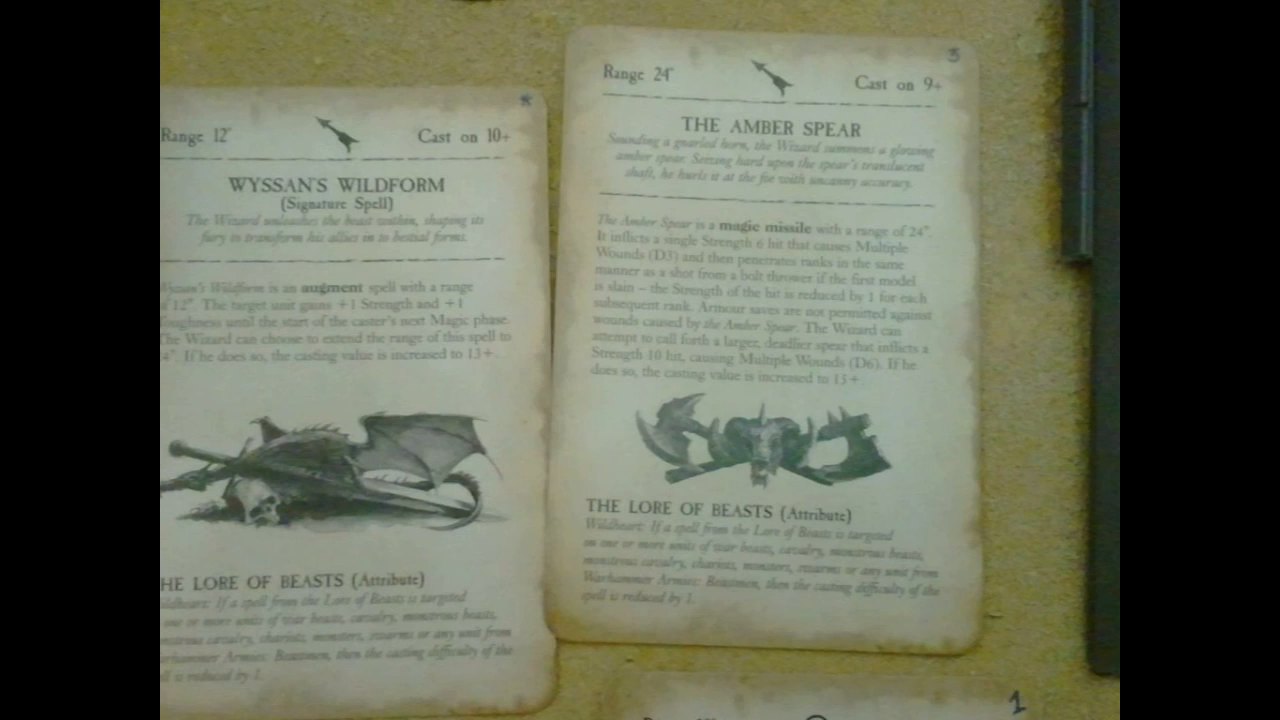 *
Range 12"
Cast on 10+
WYSSAN'S WILDFORM
(Signature Spell)
The Wizard unleashes the beast within, shaping its
fury to transform his allies in to bestial forms.
Wyssan's Wildform is an augment spell with a range
of 12". The target unit gains +1 Strength and +1
Toughness until the start of the caster's next Magic phase.
The Wizard can choose to extend the range of this spell to
4". If he does so, the casting value is increased to 13+.
HE LORE OF BEASTS (Attribute)
ildheart: If a spell from the Lore of Beasts is targeted
one or more units of war beasts, cavalry, monstrous beasts,
nstrous cavalry, chariots, monsters, swarms or any unit from
arhammer Armies: Beastmen, then the casting difficulty of the
ll is reduced by 1.
3
Range 24"
Cast on 9+
THE AMBER SPEAR
Sounding a gnarled horn, the Wizard summons a glowing
amber spear. Seizing hard upon the spear's translucent
shaft, he hurls it at the foe with uncanny accuracy.
The Amber Spear is a magic missile with a range of 24".
It inflicts a single Strength 6 hit that causes Multiple
Wounds (D3) and then penetrates ranks in the same
manner as a shot from a bolt thrower if the first model
is slain – the Strength of the hit is reduced by 1 for each
subsequent rank. Armour saves are not permitted against
wounds caused by the Amber Spear. The Wizard can
attempt to call forth a larger, deadlier spear that inflicts a
Strength 10 hit, causing Multiple Wounds (D6). If he
does so, the casting value is increased to 15+
THE LORE OF BEASTS (Attribute)
Wildheart: If a spell from the Lore of Beasts is targeted
on one or more units of war beasts, cavalry, monstrous beasts,
monstrous cavalry, chariots, monsters, swarms or any unit from
Warhammer Armies: Beastmen, then the casting difficulty of the
spell is reduced by 1.
1